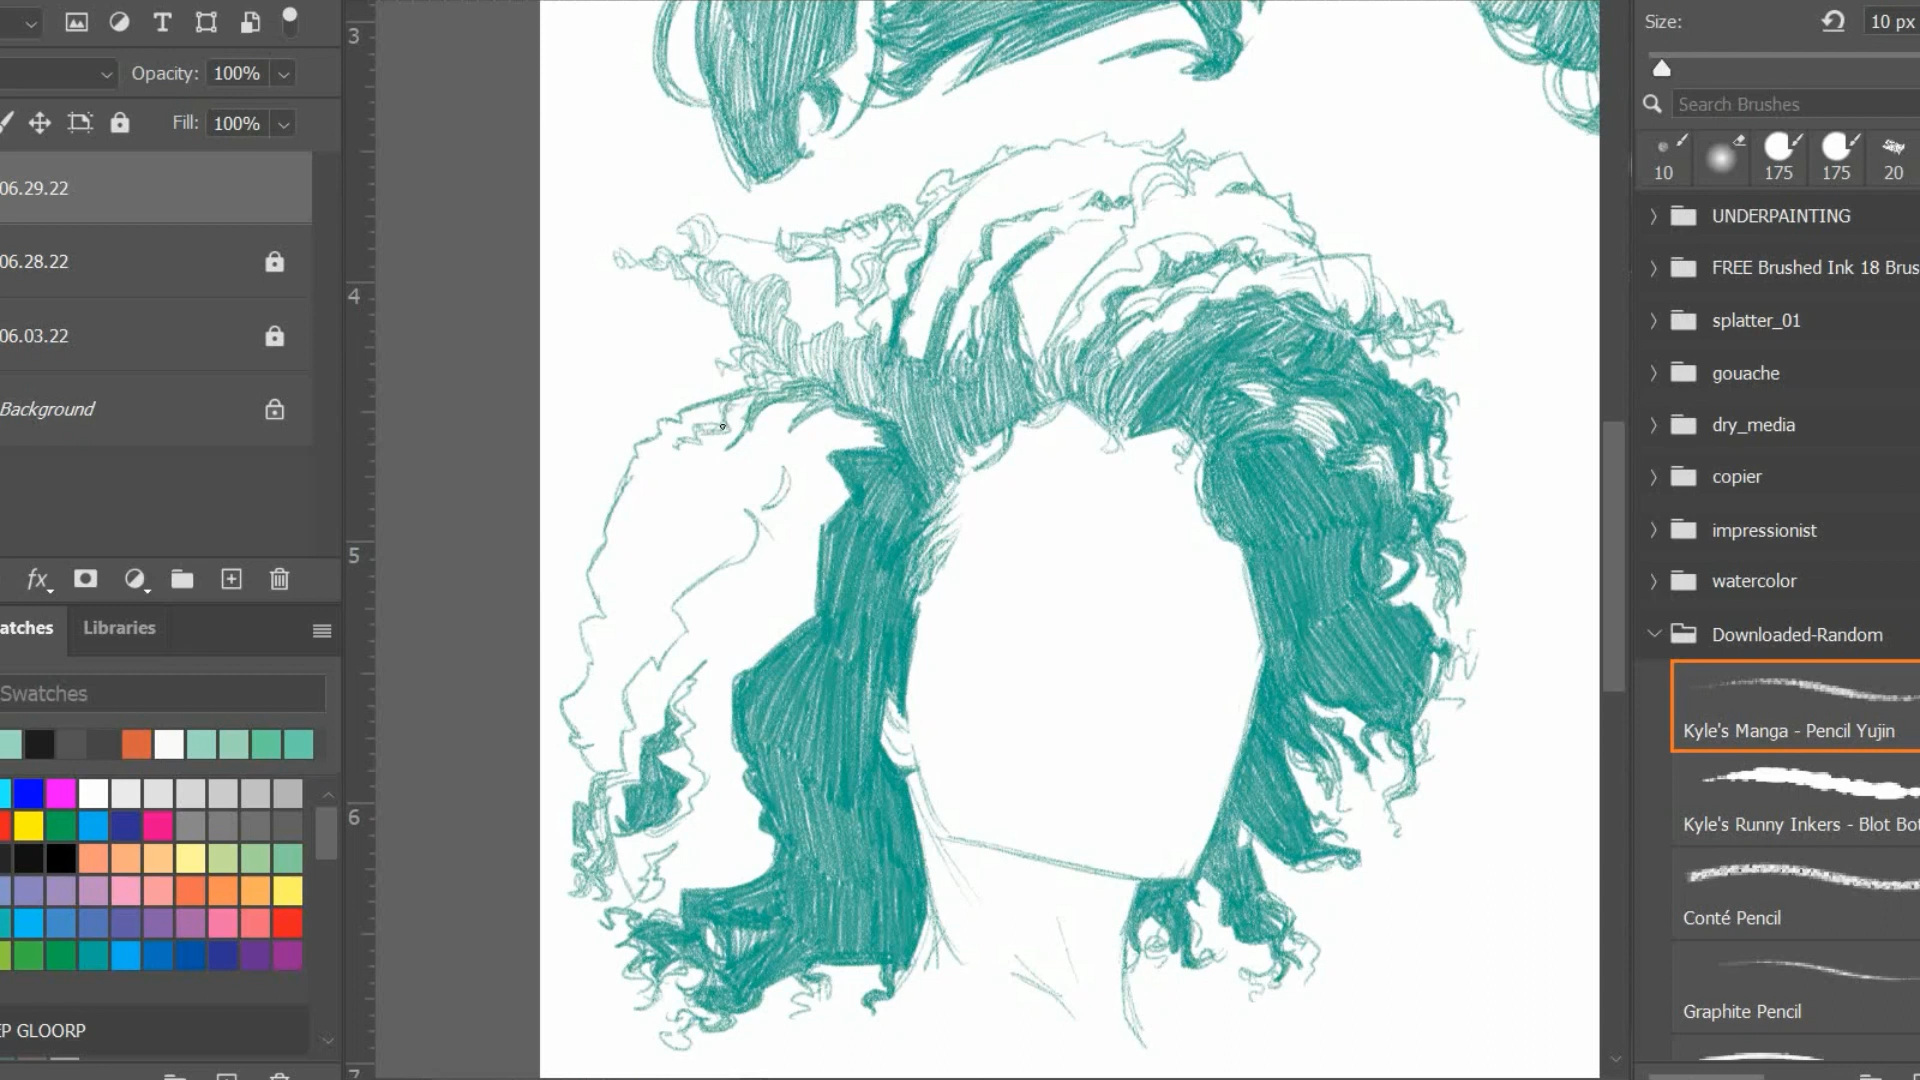 Opacity: 100%
Fill: 100%
06.29.22
06.28.22
06.03.22
Background
fx
atches
Libraries
Swatches
EP GLOORP
3
4
5
6
7
Size:
10 px
Search Brushes
10
175
175
20
UNDERPAINTING
FREE Brushed Ink 18 Brus
splatter_01
gouache
dry_media
copier
impressionist
watercolor
Downloaded-Random
Kyle's Manga - Pencil Yujin
Kyle's Runny Inkers - Blot Bot
Conté Pencil
Graphite Pencil